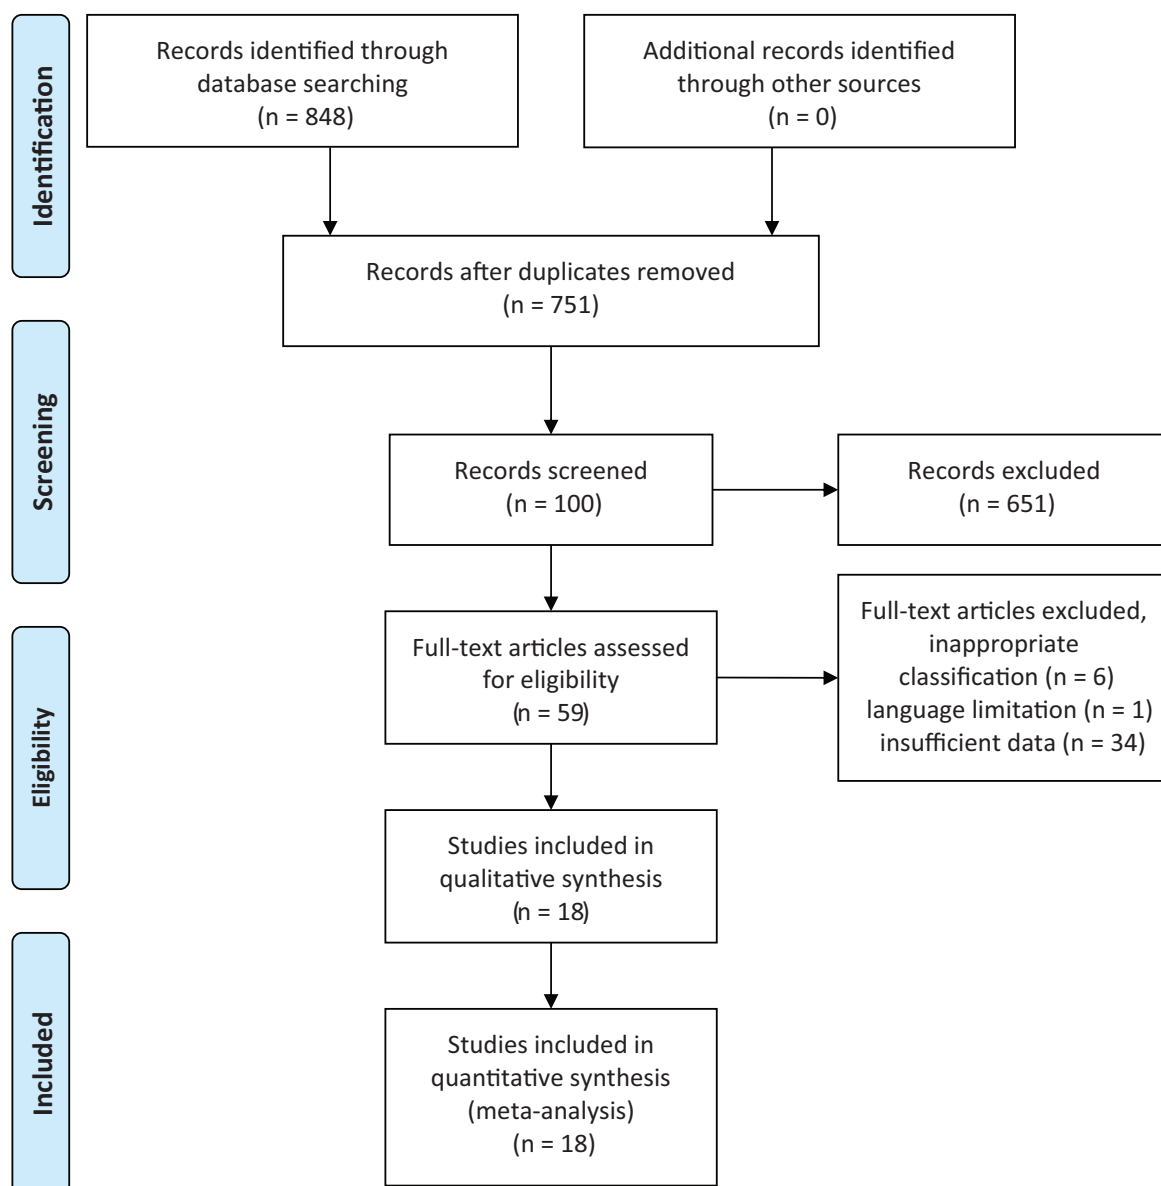 Identification
Records identified through
database searching
(n = 848)
Additional records identified
through other sources
(n = 0)
Records after duplicates removed
(n = 751)
Screening
Records screened
(n = 100)
Records excluded
(n = 651)
Eligibility
Full-text articles assessed
for eligibility
(n = 59)
Full-text articles excluded,
inappropriate
classification (n = 6)
language limitation (n = 1)
insufficient data (n = 34)
Studies included in
qualitative synthesis
(n = 18)
Included
Studies included in
quantitative synthesis
(meta-analysis)
(n = 18)